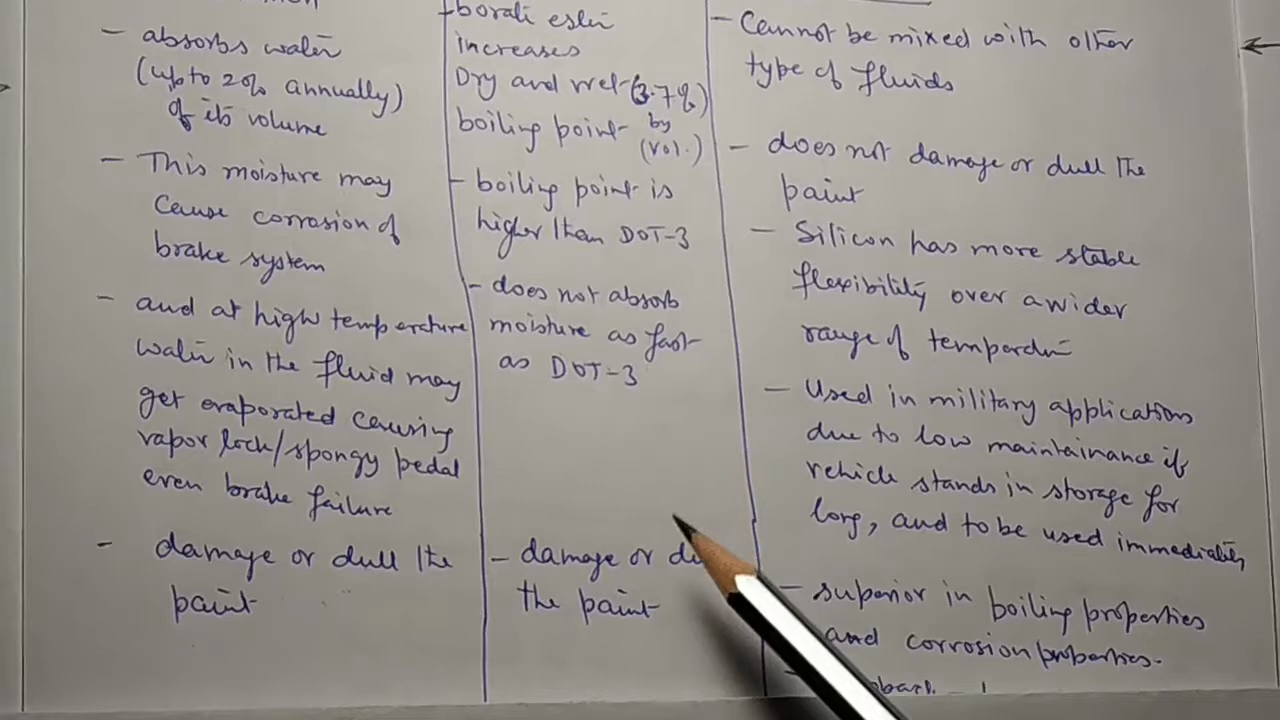 - absorbs water
(up to 20% annually)
of its volume
- This moisture may
cause corrosion of
brake system
- and at high temperature
water in the fluid may
get evaporated causing
vapor lock/spongy pedal
even brake failure
- damage or dull the
paint
borate ester
increases
Dry and wet (3.7%)
boiling point by
(vol.)
- boiling point is
higher than DOT-3
- does not absorb
moisture as fast
as DOT-3
- damage or du
the paint
- Cannot be mixed with other
type of fluids
- does not damage or dull the
paint
- Silicon has more stable
flexibility over a wider
range of temperature
- Used in military applications
due to low maintainance if
vehicle stands in storage for
long, and to be used immediately
- superior in boiling properties
and corrosion properties.